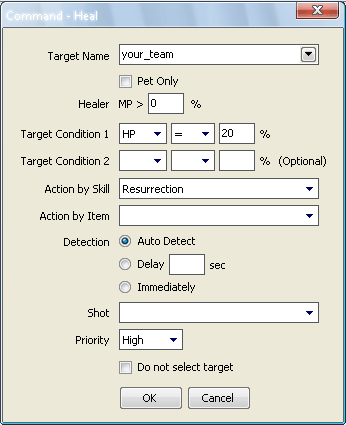 Command - Heal
Target Name your_team
Pet Only
Healer MP > 0 %
Target Condition 1 HP = 20 %
Target Condition 2 % (Optional)
Action by Skill Resurrection
Action by Item
Detection Auto Detect
Delay sec
Immediately
Shot
Priority High
Do not select target
OK Cancel